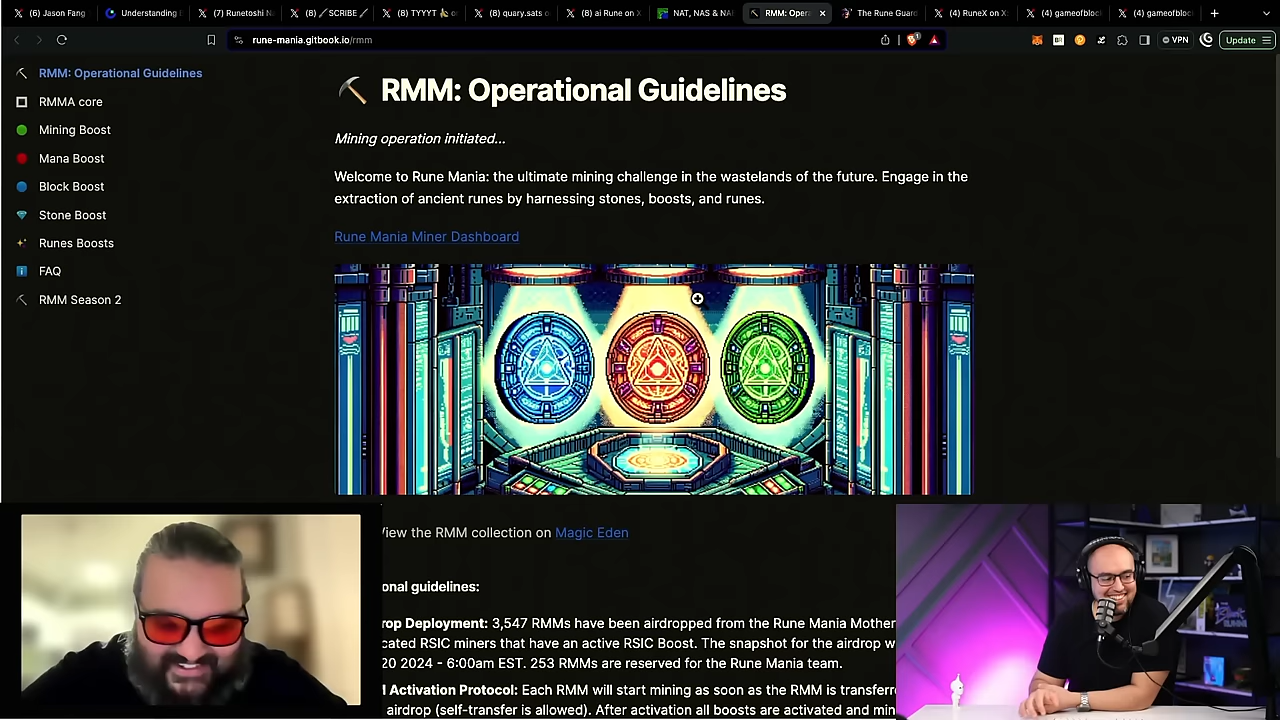 (6) Jason Fang
Understanding
(7) Runetoshi
(8) SCRIBE
(8) TYYYT
(8) quary.sats
(8) ai Rune on
NAT, NAS &
RMM: Oper
The Rune Guar
(4) RuneX on X
(4) gameofbloc
(4) gameofbloc
rune-mania.gitbook.io/rmm
1
VPN
Update
RMM: Operational Guidelines
RMMA core
Mining Boost
Mana Boost
Block Boost
Stone Boost
Runes Boosts
FAQ
RMM Season 2
RMM: Operational Guidelines
Mining operation initiated...
Welcome to Rune Mania: the ultimate mining challenge in the wastelands of the future. Engage in the
extraction of ancient runes by harnessing stones, boosts, and runes.
Rune Mania Miner Dashboard
View the RMM collection on Magic Eden
onal guidelines:
rop Deployment: 3,547 RMMs have been airdropped from the Rune Mania Mother
cated RSIC miners that have an active RSIC Boost. The snapshot for the airdrop w
20 2024 - 6:00am EST. 253 RMMs are reserved for the Rune Mania team.
Activation Protocol: Each RMM will start mining as soon as the RMM is transferr
airdrop (self-transfer is allowed). After activation all boosts are activated and min